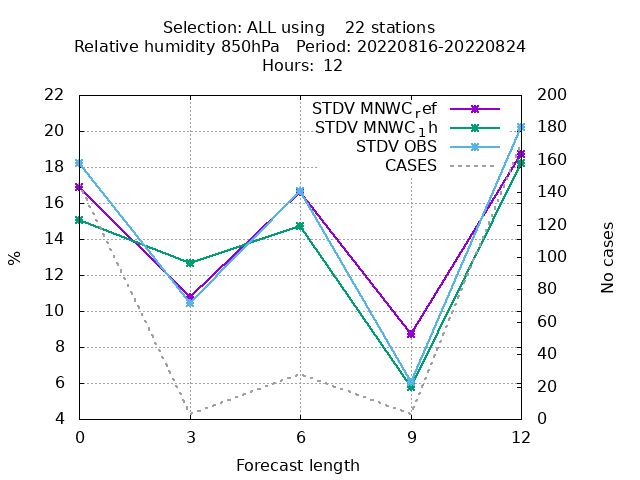 Selection: ALL using    22 stations
Relative humidity 850hPa   Period: 20220816-20220824
Hours: 12
STDV MNWC_ref
STDV MNWC_1h
STDV OBS
CASES
22
20
18
16
14
12
10
8
6
4
%
200
180
160
140
120
100
80
60
40
20
0
No cases
0 3 6 9 12
Forecast length